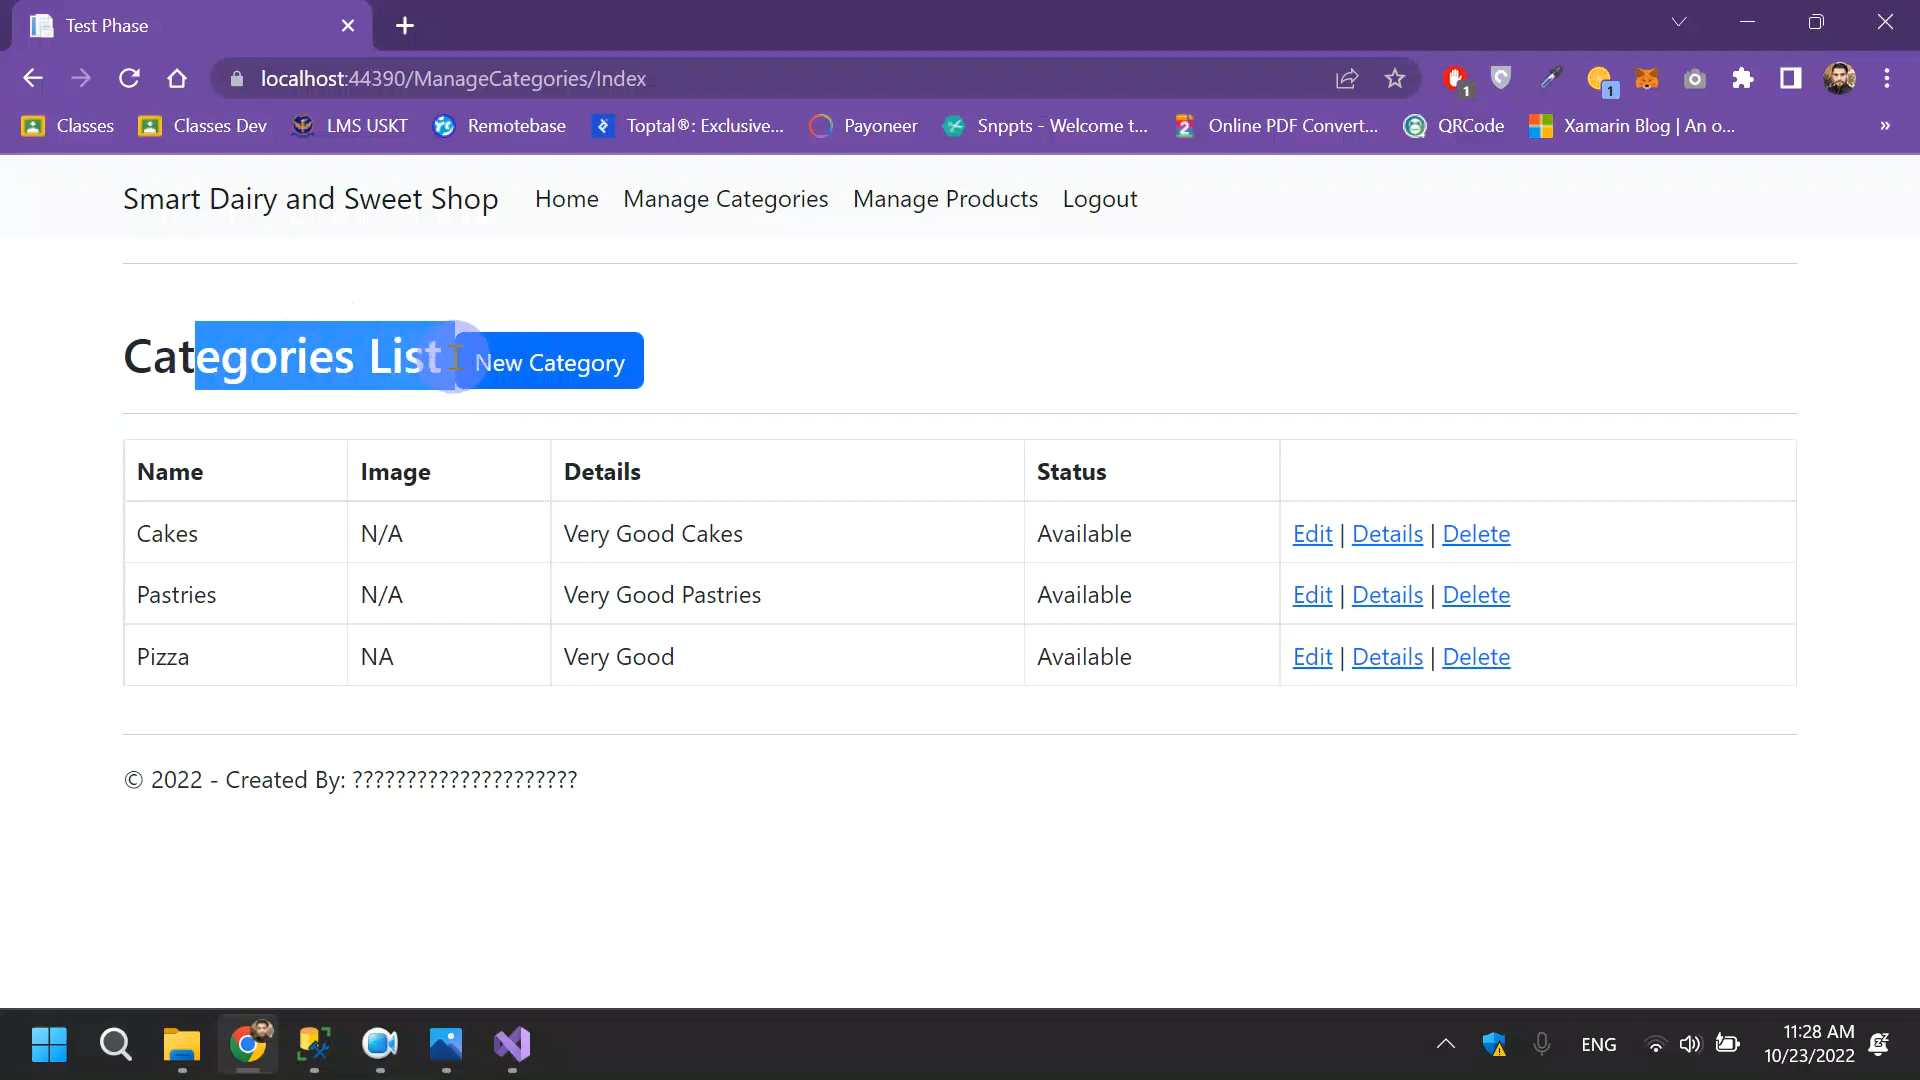 Test Phase
localhost:44390/ManageCategories/Index
1
1
Classes Classes Dev LMS USKT Remotebase Toptal®: Exclusive... Payoneer Snppts - Welcome t... Online PDF Convert... QRCode Xamarin Blog | An o... »
Smart Dairy and Sweet Shop Home Manage Categories Manage Products Logout
Categories List New Category
Name Image Details Status
Cakes N/A Very Good Cakes Available Edit | Details | Delete
Pastries N/A Very Good Pastries Available Edit | Details | Delete
Pizza NA Very Good Available Edit | Details | Delete
© 2022 - Created By: ?????????????????????
ENG
11:28 AM
10/23/2022